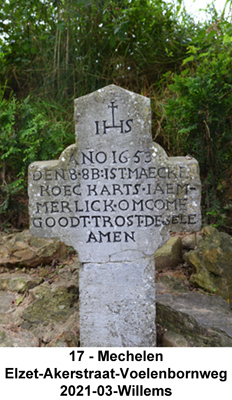 IHS
ANO 1653
DEN 8·8B: IST MAECKE
KOEC KARTS·IAEM-
MERLICK·OMCOME
GOODT·TROST·DE SELE
AMEN
17 - Mechelen
Elzet-Akerstraat-Voelenbornweg
2021-03-Willems